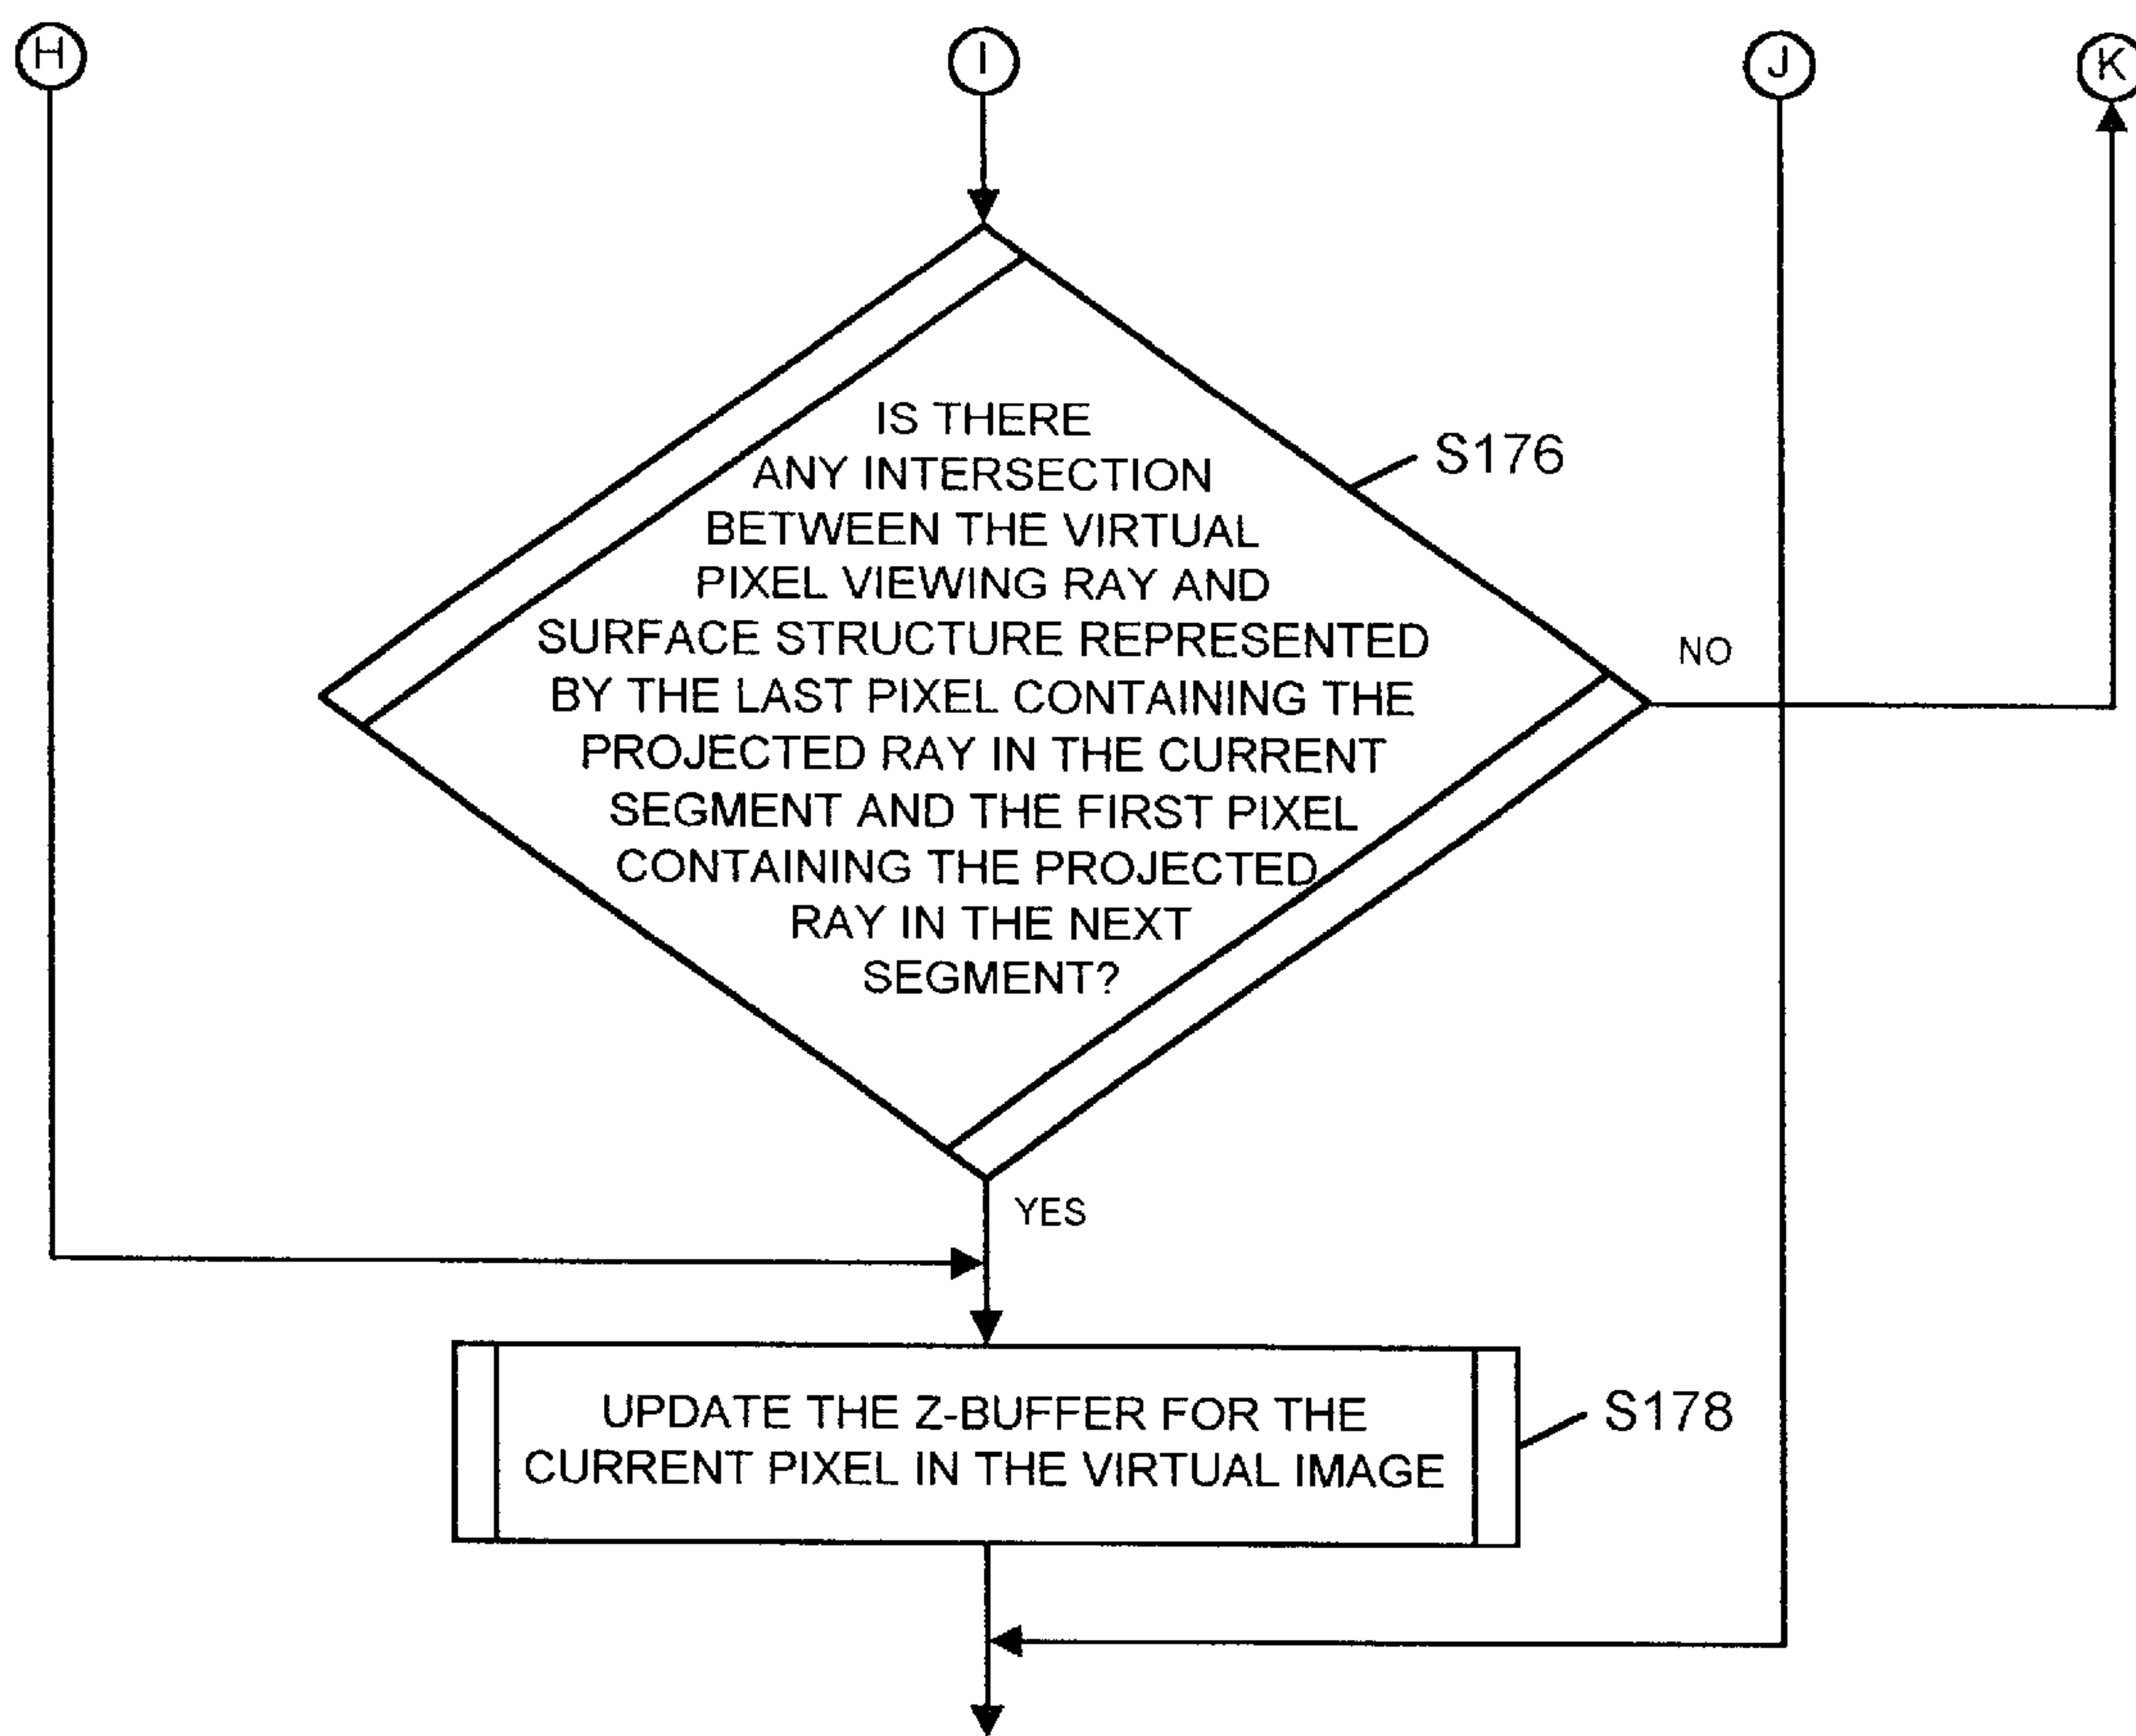 H
I
J
K
IS THERE
ANY INTERSECTION
BETWEEN THE VIRTUAL
PIXEL VIEWING RAY AND
SURFACE STRUCTURE REPRESENTED
BY THE LAST PIXEL CONTAINING THE
PROJECTED RAY IN THE CURRENT
SEGMENT AND THE FIRST PIXEL
CONTAINING THE PROJECTED
RAY IN THE NEXT
SEGMENT?
S176
NO
YES
UPDATE THE Z-BUFFER FOR THE
CURRENT PIXEL IN THE VIRTUAL IMAGE
S178